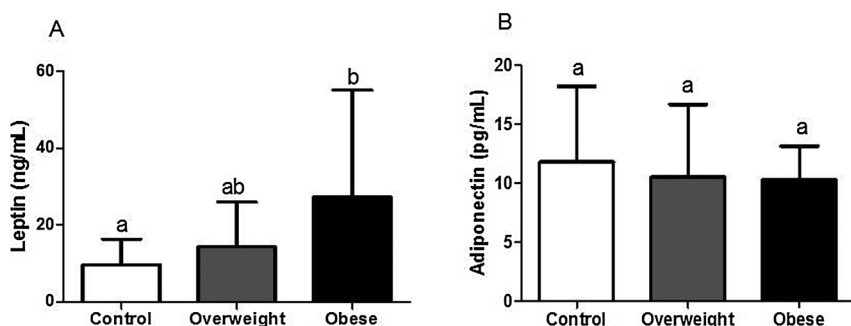 A
Leptin (ng/mL)
60
40
20
0
a
ab
b
Control Overweight Obese
B
Adiponectin (pg/mL)
20
15
10
5
0
a
a
a
Control Overweight Obese